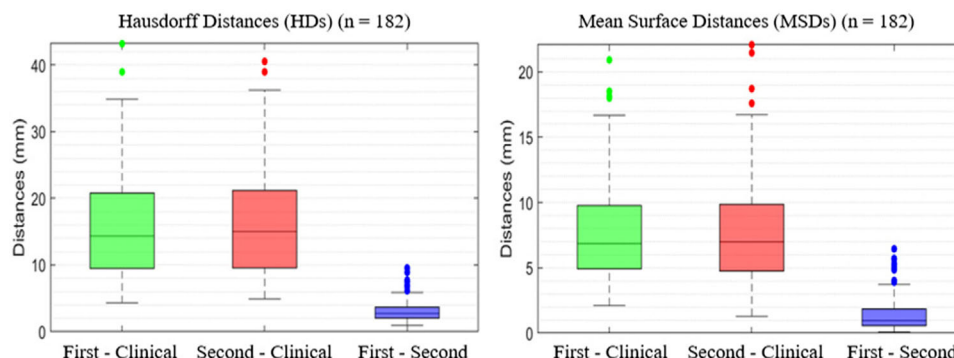 Hausdorff Distances (HDs) (n = 182)
Distances (mm)
40
30
20
10
0
First - Clinical Second - Clinical First - Second
Mean Surface Distances (MSDs) (n = 182)
Distances (mm)
20
15
10
5
0
First - Clinical Second - Clinical First - Second